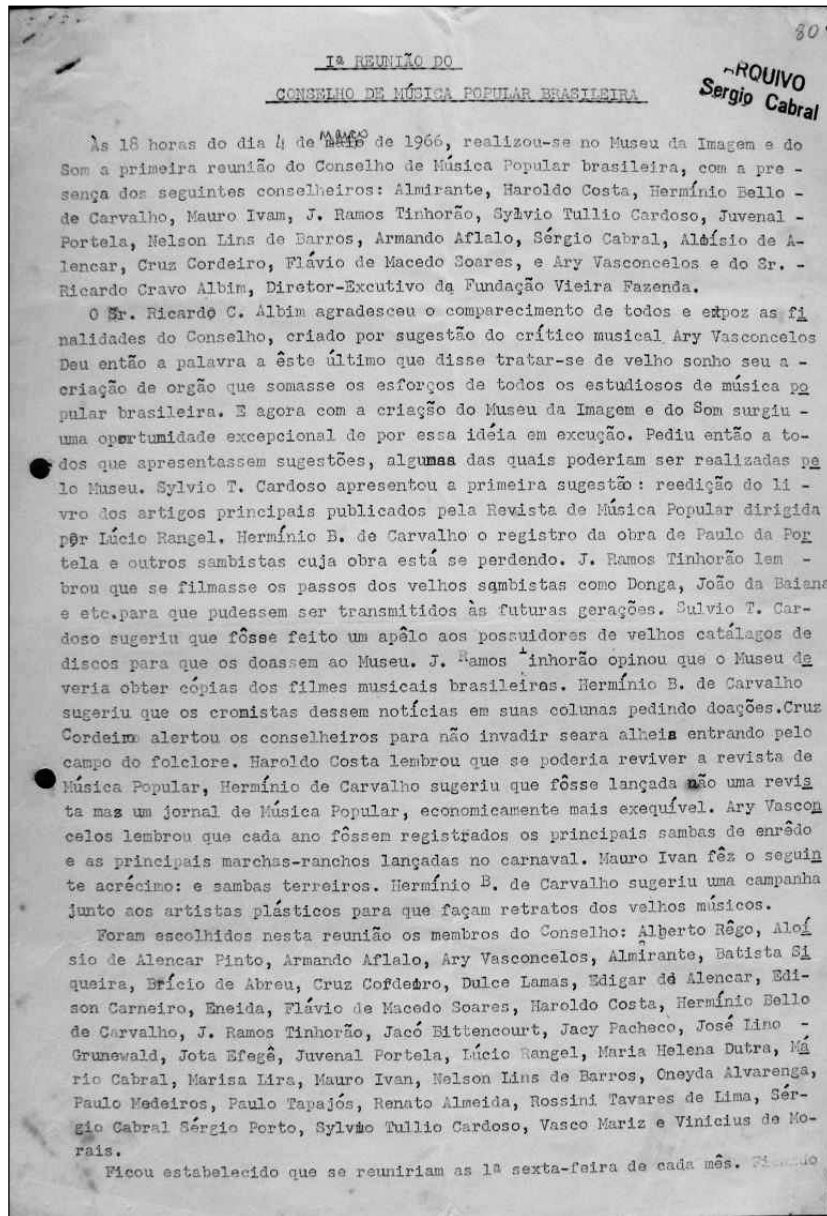 80
Iª REUNIÃO DO
CONSELHO DE MÚSICA POPULAR BRASILEIRA
ARQUIVO
Sergio Cabral
Às 18 horas do dia 4 de março de 1966, realizou-se no Museu da Imagem e do
Som a primeira reunião do Conselho de Música Popular brasileira, com a pre -
sença dos seguintes conselheiros: Almirante, Haroldo Costa, Hermínio Bello -
de Carvalho, Mauro Ivam, J. Ramos Tinhorão, Sylvio Tullio Cardoso, Juvenal -
Portela, Nelson Lins de Barros, Armando Aflalo, Sérgio Cabral, Aloísio de A-
lencar, Cruz Cordeiro, Flávio de Macedo Soares, e Ary Vasconcelos e do Sr. -
Ricardo Cravo Albim, Diretor-Excutivo da Fundação Vieira Fazenda.
O Sr. Ricardo C. Albim agradesceu o comparecimento de todos e expoz as fi
nalidades do Conselho, criado por sugestão do crítico musical Ary Vasconcelos
Deu então a palavra a êste último que disse tratar-se de velho sonho seu a -
criação de orgão que somasse os esforços de todos os estudiosos de música po
pular brasileira. E agora com a criação do Museu da Imagem e do Som surgiu -
uma oportunidade excepcional de por essa idéia em excução. Pediu então a to-
dos que apresentassem sugestões, algumas das quais poderiam ser realizadas pe
lo Museu. Sylvio T. Cardoso apresentou a primeira sugestão: reedição do li -
vro dos artigos principais publicados pela Revista de Música Popular dirigida
por Lúcio Rangel. Hermínio B. de Carvalho o registro da obra de Paulo da Por
tela e outros sambistas cuja obra está se perdendo. J. Ramos Tinhorão lem -
brou que se filmasse os passos dos velhos sambistas como Donga, João da Baiana
e etc.para que pudessem ser transmitidos às futuras gerações. Sulvio T. Car-
doso sugeriu que fôsse feito um apêlo aos possuidores de velhos catálagos de
discos para que os doassem ao Museu. J. Ramos Tinhorão opinou que o Museu de
veria obter cópias dos filmes musicais brasileiros. Hermínio B. de Carvalho
sugeriu que os cronistas dessem notícias em suas colunas pedindo doações.Cruz
Cordeiro alertou os conselheiros para não invadir seara alheia entrando pelo
campo do folclore. Haroldo Costa lembrou que se poderia reviver a revista de
Música Popular, Hermínio de Carvalho sugeriu que fôsse lançada não uma revis
ta mas um jornal de Música Popular, economicamente mais exequível. Ary Vascon
celos lembrou que cada ano fôssem registrados os principais sambas de enrêdo
e as principais marchas-ranchos lançadas no carnaval. Mauro Ivan fêz o seguin
te acrécimo: e sambas terreiros. Hermínio B. de Carvalho sugeriu uma campanha
junto aos artistas plásticos para que façam retratos dos velhos músicos.
Foram escolhidos nesta reunião os membros do Conselho: Alberto Rêgo, Aloí
sio de Alencar Pinto, Armando Aflalo, Ary Vasconcelos, Almirante, Batista Si
queira, Brício de Abreu, Cruz Cordeiro, Dulce Lamas, Edigar de Alencar, Edi-
son Carneiro, Eneida, Flávio de Macedo Soares, Haroldo Costa, Hermínio Bello
de Carvalho, J. Ramos Tinhorão, Jacó Bittencourt, Jacy Pacheco, José Lino -
Grunewald, Jota Efegê, Juvenal Portela, Lúcio Rangel, Maria Helena Dutra, Má
rio Cabral, Marisa Lira, Mauro Ivan, Nelson Lins de Barros, Oneyda Alvarenga,
Paulo Medeiros, Paulo Tapajós, Renato Almeida, Rossini Tavares de Lima, Sér-
gio Cabral Sérgio Porto, Sylvio Tullio Cardoso, Vasco Mariz e Vinicius de Mo-
rais.
Ficou estabelecido que se reuniriam as 1ª sexta-feira de cada mês.